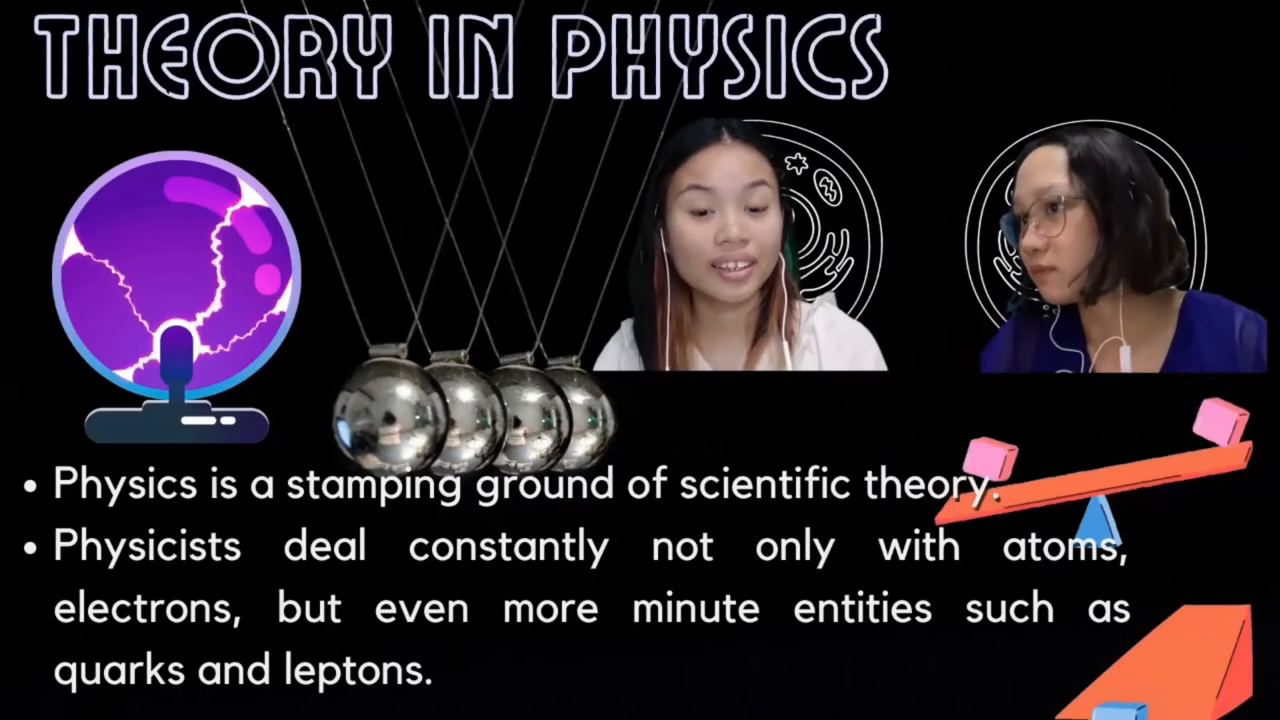 THEORY IN PHYSICS
• Physics is a stamping ground of scientific theory.
• Physicists deal constantly not only with atoms,
electrons, but even more minute entities such as
quarks and leptons.